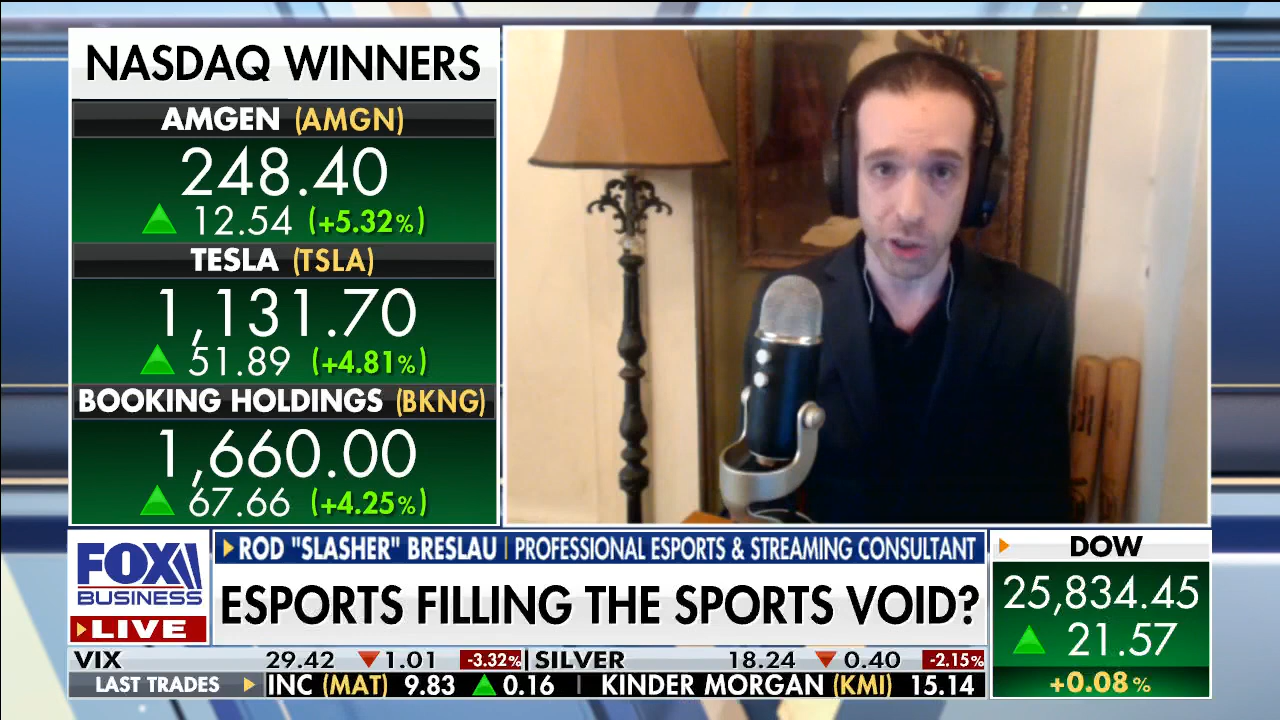 NASDAQ WINNERS
AMGEN (AMGN)
248.40
▲ 12.54 (+5.32%)
TESLA (TSLA)
1,131.70
▲ 51.89 (+4.81%)
BOOKING HOLDINGS (BKNG)
1,660.00
▲ 67.66 (+4.25%)
FOX
BUSINESS
LIVE
ROD "SLASHER" BRESLAU | PROFESSIONAL ESPORTS & STREAMING CONSULTANT
ESPORTS FILLING THE SPORTS VOID?
DOW
25,834.45
▲ 21.57
+0.08%
VIX 29.42 ▼ 1.01 -3.32% | SILVER 18.24 ▼ 0.40 -2.15%
LAST TRADES INC (MAT) 9.83 ▲ 0.16 | KINDER MORGAN (KMI) 15.14